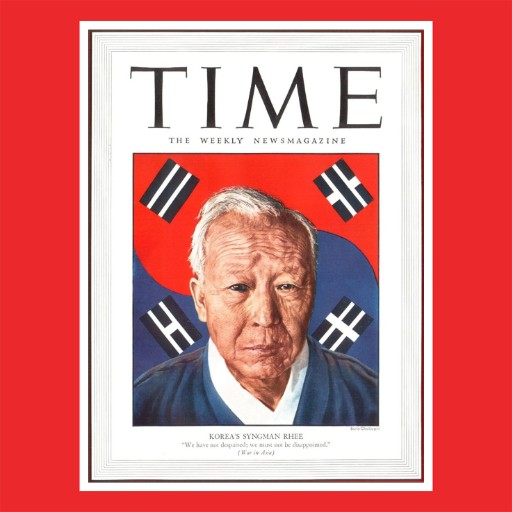 TIME
THE WEEKLY NEWSMAGAZINE
KOREA'S SYNGMAN RHEE
"We have not despaired; we must not be disappointed."
(War in Asia)